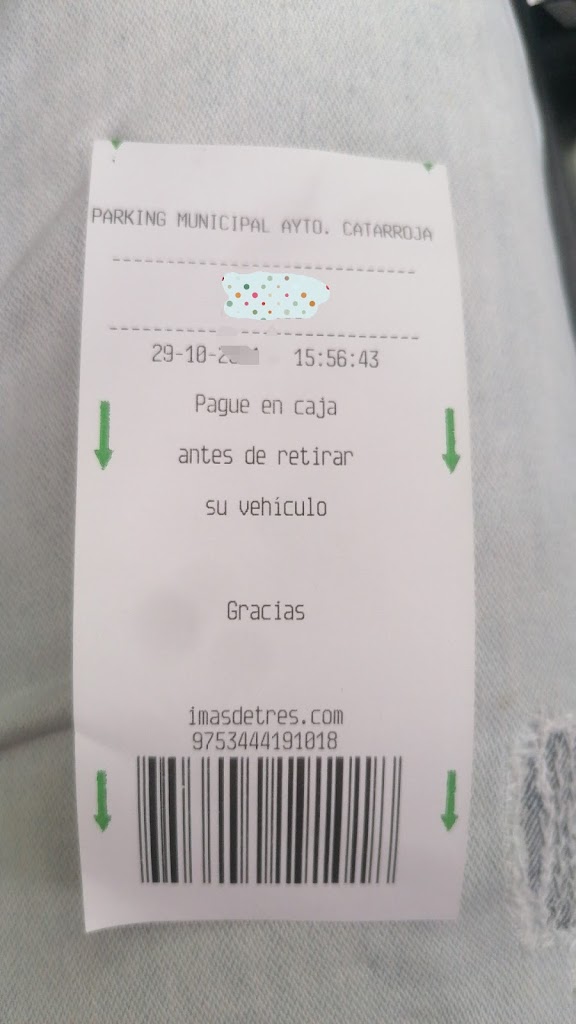 PARKING MUNICIPAL AYTO. CATARROJA
15:56:43
Pague en caja
antes de retirar
su vehículo
Gracias
imasdetres.com
9753444191018